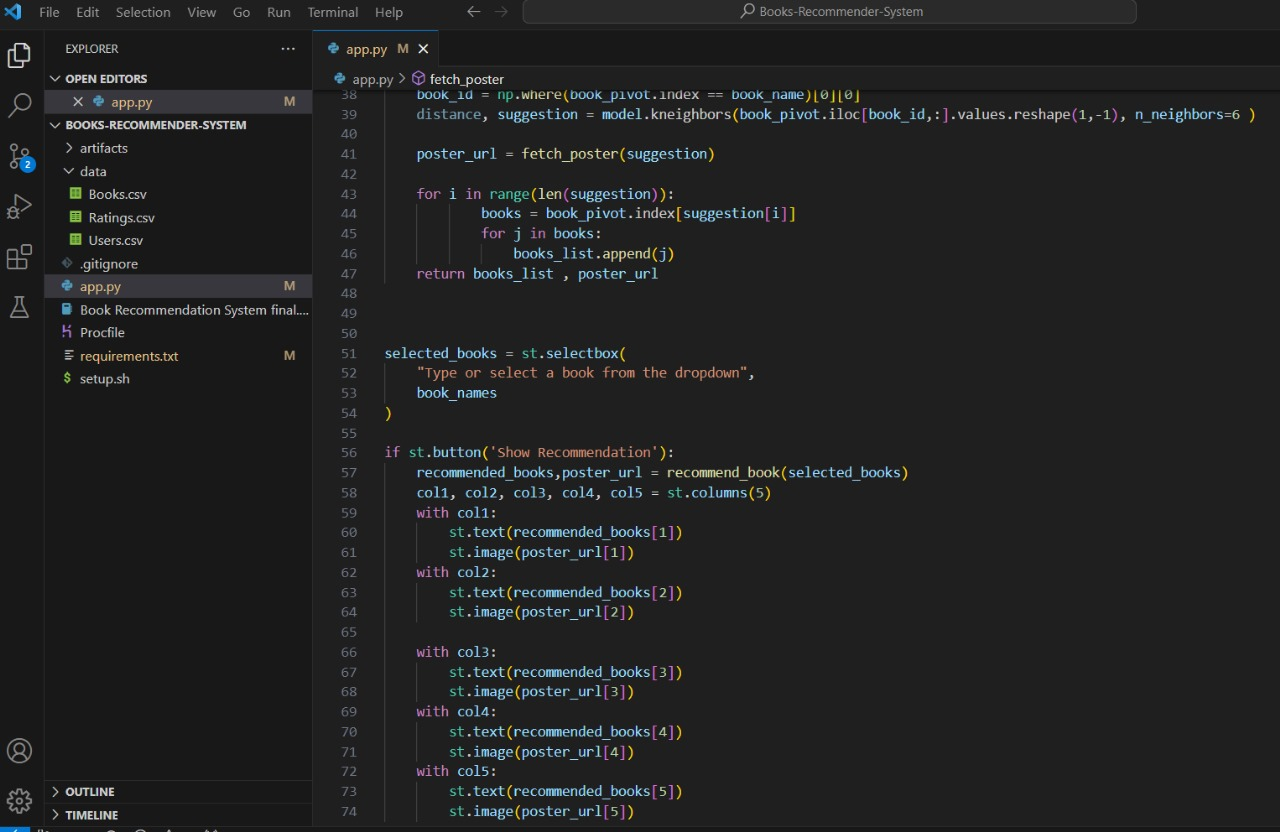 File Edit Selection View Go Run Terminal Help
Books-Recommender-System
EXPLORER
OPEN EDITORS
app.py M
BOOKS-RECOMMENDER-SYSTEM
artifacts
data
Books.csv
Ratings.csv
Users.csv
.gitignore
app.py M
Book Recommendation System final....
Procfile
requirements.txt M
setup.sh
OUTLINE
TIMELINE
2
app.py M
app.py > fetch_poster
38 book_id = np.where(book_pivot.index == book_name)[0][0]
39 distance, suggestion = model.kneighbors(book_pivot.iloc[book_id,:].values.reshape(1,-1), n_neighbors=6 )
40
41 poster_url = fetch_poster(suggestion)
42
43 for i in range(len(suggestion)):
44 books = book_pivot.index[suggestion[i]]
45 for j in books:
46 books_list.append(j)
47 return books_list , poster_url
48
49
50
51 selected_books = st.selectbox(
52 "Type or select a book from the dropdown",
53 book_names
54 )
55
56 if st.button('Show Recommendation'):
57 recommended_books,poster_url = recommend_book(selected_books)
58 col1, col2, col3, col4, col5 = st.columns(5)
59 with col1:
60 st.text(recommended_books[1])
61 st.image(poster_url[1])
62 with col2:
63 st.text(recommended_books[2])
64 st.image(poster_url[2])
65
66 with col3:
67 st.text(recommended_books[3])
68 st.image(poster_url[3])
69 with col4:
70 st.text(recommended_books[4])
71 st.image(poster_url[4])
72 with col5:
73 st.text(recommended_books[5])
74 st.image(poster_url[5])